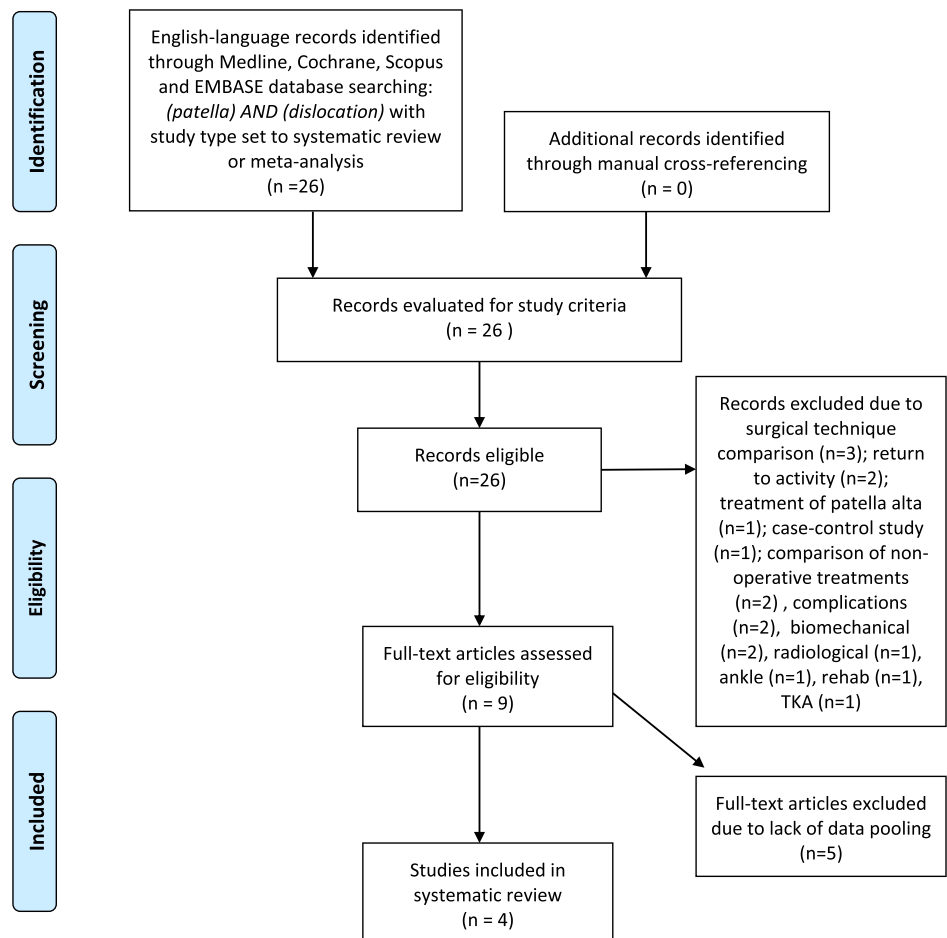 Identification
English-language records identified
through Medline, Cochrane, Scopus
and EMBASE database searching:
(patella) AND (dislocation) with
study type set to systematic review
or meta-analysis
(n =26)
Additional records identified
through manual cross-referencing
(n = 0)
Screening
Records evaluated for study criteria
(n = 26 )
Records eligible
(n=26)
Records excluded due to
surgical technique
comparison (n=3); return
to activity (n=2);
treatment of patella alta
(n=1); case-control study
(n=1); comparison of non-
operative treatments
(n=2) , complications
(n=2), biomechanical
(n=2), radiological (n=1),
ankle (n=1), rehab (n=1),
TKA (n=1)
Eligibility
Full-text articles assessed
for eligibility
(n = 9)
Full-text articles excluded
due to lack of data pooling
(n=5)
Included
Studies included in
systematic review
(n = 4)